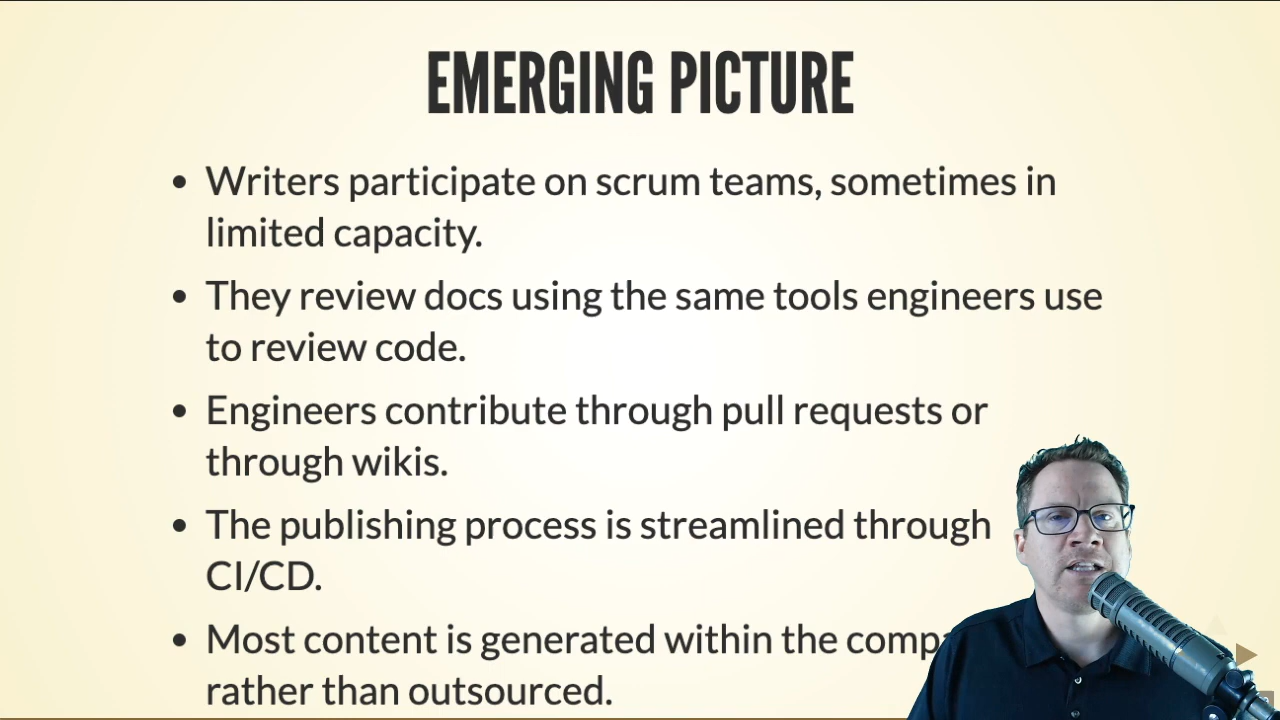 EMERGING PICTURE
Writers participate on scrum teams, sometimes in
limited capacity.
They review docs using the same tools engineers use
to review code.
Engineers contribute through pull requests or
through wikis.
The publishing process is streamlined through
CI/CD.
Most content is generated within the
rather than outsourced.